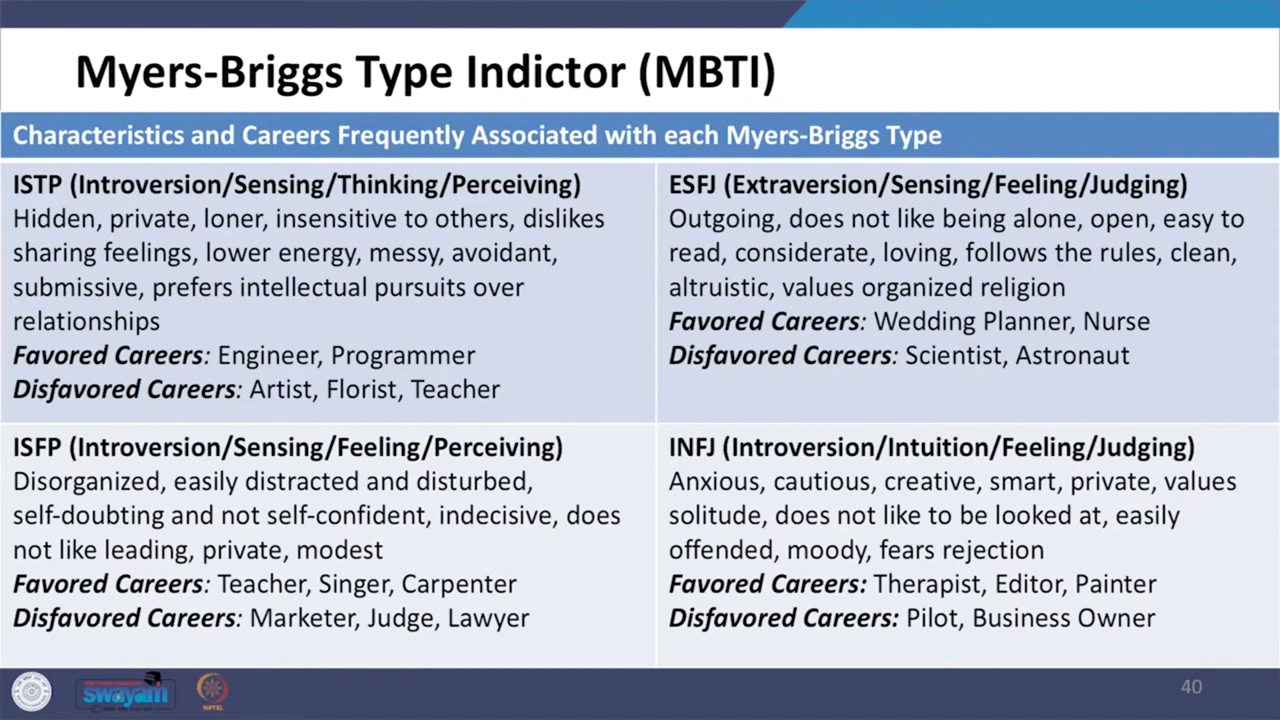 Myers-Briggs Type Indictor (MBTI)
Characteristics and Careers Frequently Associated with each Myers-Briggs Type
ISTP (Introversion/Sensing/Thinking/Perceiving)
Hidden, private, loner, insensitive to others, dislikes
sharing feelings, lower energy, messy, avoidant,
submissive, prefers intellectual pursuits over
relationships
Favored Careers: Engineer, Programmer
Disfavored Careers: Artist, Florist, Teacher
ESFJ (Extraversion/Sensing/Feeling/Judging)
Outgoing, does not like being alone, open, easy to
read, considerate, loving, follows the rules, clean,
altruistic, values organized religion
Favored Careers: Wedding Planner, Nurse
Disfavored Careers: Scientist, Astronaut
ISFP (Introversion/Sensing/Feeling/Perceiving)
Disorganized, easily distracted and disturbed,
self-doubting and not self-confident, indecisive, does
not like leading, private, modest
Favored Careers: Teacher, Singer, Carpenter
Disfavored Careers: Marketer, Judge, Lawyer
INFJ (Introversion/Intuition/Feeling/Judging)
Anxious, cautious, creative, smart, private, values
solitude, does not like to be looked at, easily
offended, moody, fears rejection
Favored Careers: Therapist, Editor, Painter
Disfavored Careers: Pilot, Business Owner
swayam
NPTEL
40